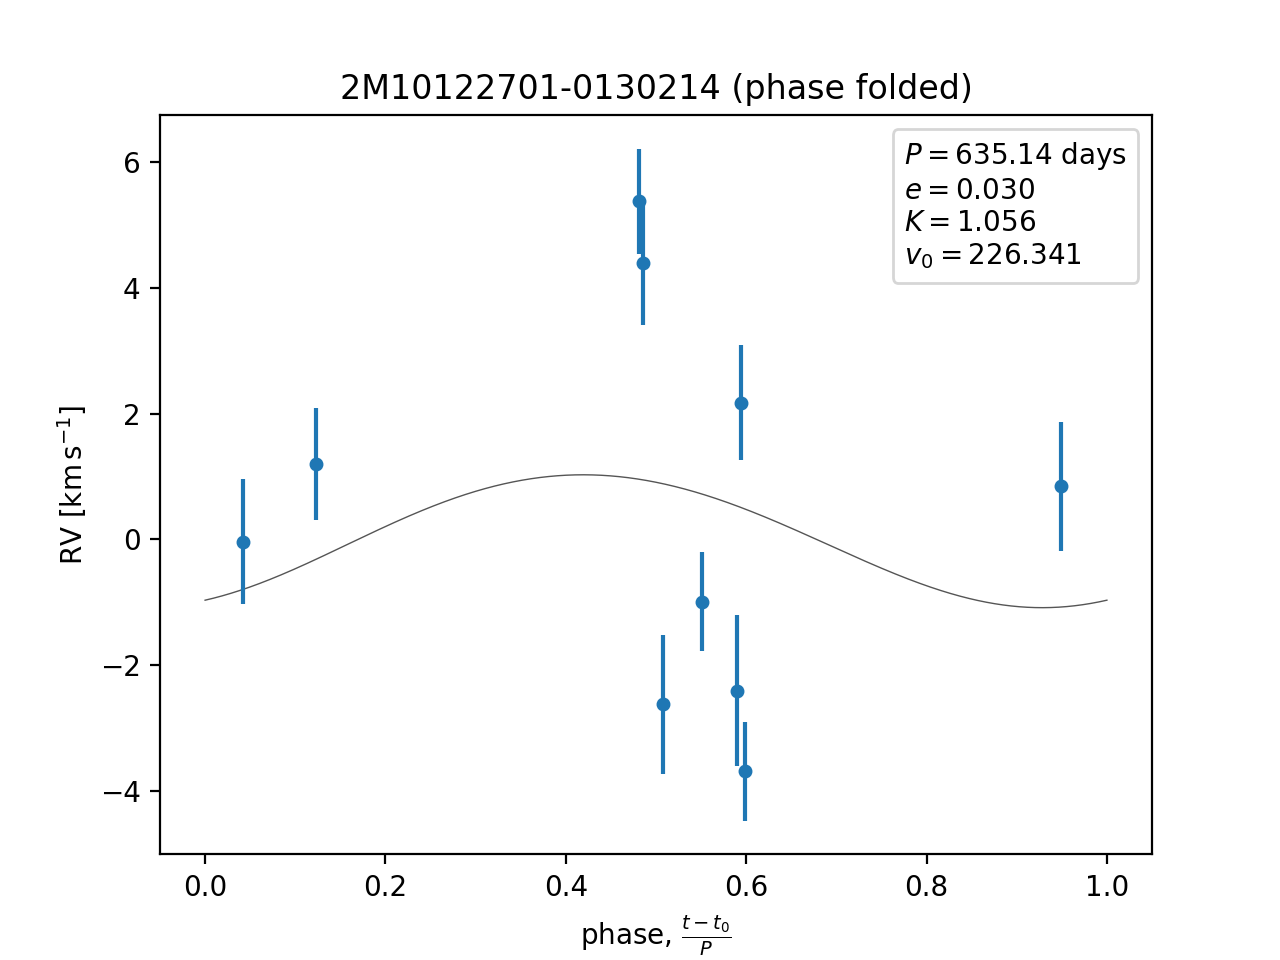 2M10122701-0130214 (phase folded)
P = 635.14 days
e = 0.030
K = 1.056
v₀ = 226.341
RV [km s⁻¹]
6
4
2
0
−2
−4
0.0 0.2 0.4 0.6 0.8 1.0
phase, (t − t₀)/P